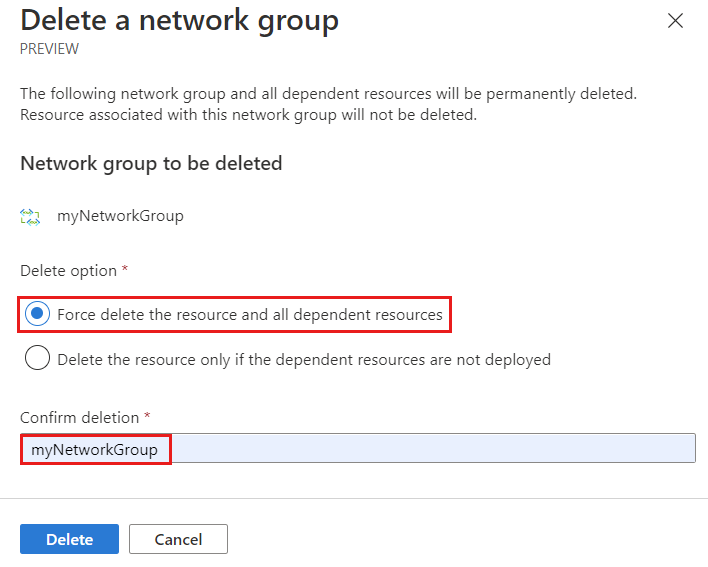 Delete a network group
PREVIEW
The following network group and all dependent resources will be permanently deleted.
Resource associated with this network group will not be deleted.
Network group to be deleted
myNetworkGroup
Delete option *
Force delete the resource and all dependent resources
Delete the resource only if the dependent resources are not deployed
Confirm deletion *
myNetworkGroup
Delete
Cancel